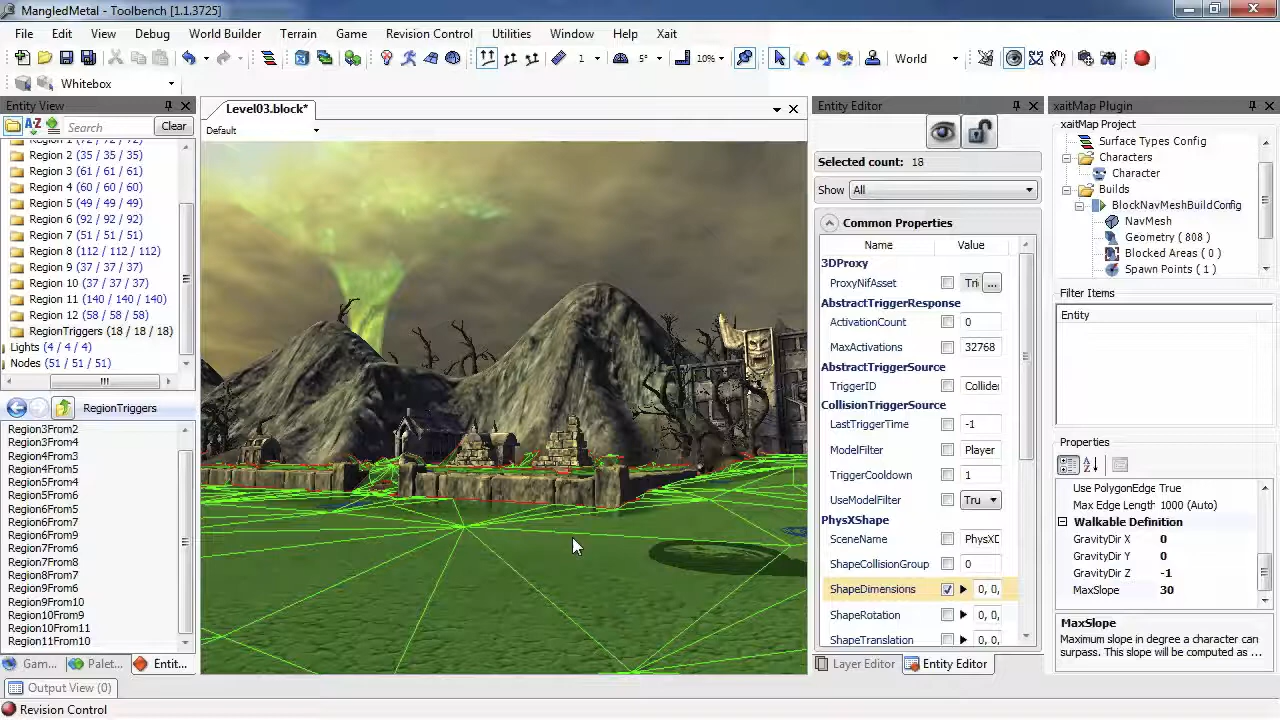 MangledMetal - Toolbench [1.1.3725]
File Edit View Debug World Builder Terrain Game Revision Control Utilities Window Help Xait
1 5° 10% World
Whitebox
Entity View
Search Clear
Region 2 (35 / 35 / 35)
Region 3 (61 / 61 / 61)
Region 4 (60 / 60 / 60)
Region 5 (49 / 49 / 49)
Region 6 (92 / 92 / 92)
Region 7 (51 / 51 / 51)
Region 8 (112 / 112 / 112)
Region 9 (37 / 37 / 37)
Region 10 (37 / 37 / 37)
Region 11 (140 / 140 / 140)
Region 12 (58 / 58 / 58)
RegionTriggers (18 / 18 / 18)
Lights (4 / 4 / 4)
Nodes (51 / 51 / 51)
RegionTriggers
Region3From2
Region3From4
Region4From3
Region4From5
Region5From4
Region5From6
Region6From5
Region6From7
Region6From9
Region7From6
Region7From8
Region8From7
Region9From6
Region9From10
Region10From9
Region10From11
Region11From10
Gam... Palet... Entit...
Output View (0)
Revision Control
Level03.block*
Default
Entity Editor
Selected count: 18
Show All
Common Properties
Name Value
3DProxy
ProxyNifAsset Tri ...
AbstractTriggerResponse
ActivationCount 0
MaxActivations 32768
AbstractTriggerSource
TriggerID Collider
CollisionTriggerSource
LastTriggerTime -1
ModelFilter Player
TriggerCooldown 1
UseModelFilter Tru
PhysXShape
SceneName PhysXD
ShapeCollisionGroup 0
ShapeDimensions 0, 0,
ShapeRotation 0, 0,
ShapeTranslation 0, 0,
Layer Editor Entity Editor
xaitMap Plugin
xaitMap Project
Surface Types Config
Characters
Character
Builds
BlockNavMeshBuildConfig
NavMesh
Geometry ( 808 )
Blocked Areas ( 0 )
Spawn Points ( 1 )
Filter Items
Entity
Properties
Use PolygonEdge True
Max Edge Length 1000 (Auto)
Walkable Definition
GravityDir X 0
GravityDir Y 0
GravityDir Z -1
MaxSlope 30
MaxSlope
Maximum slope in degree a character can
surpass. This slope will be computed as ...